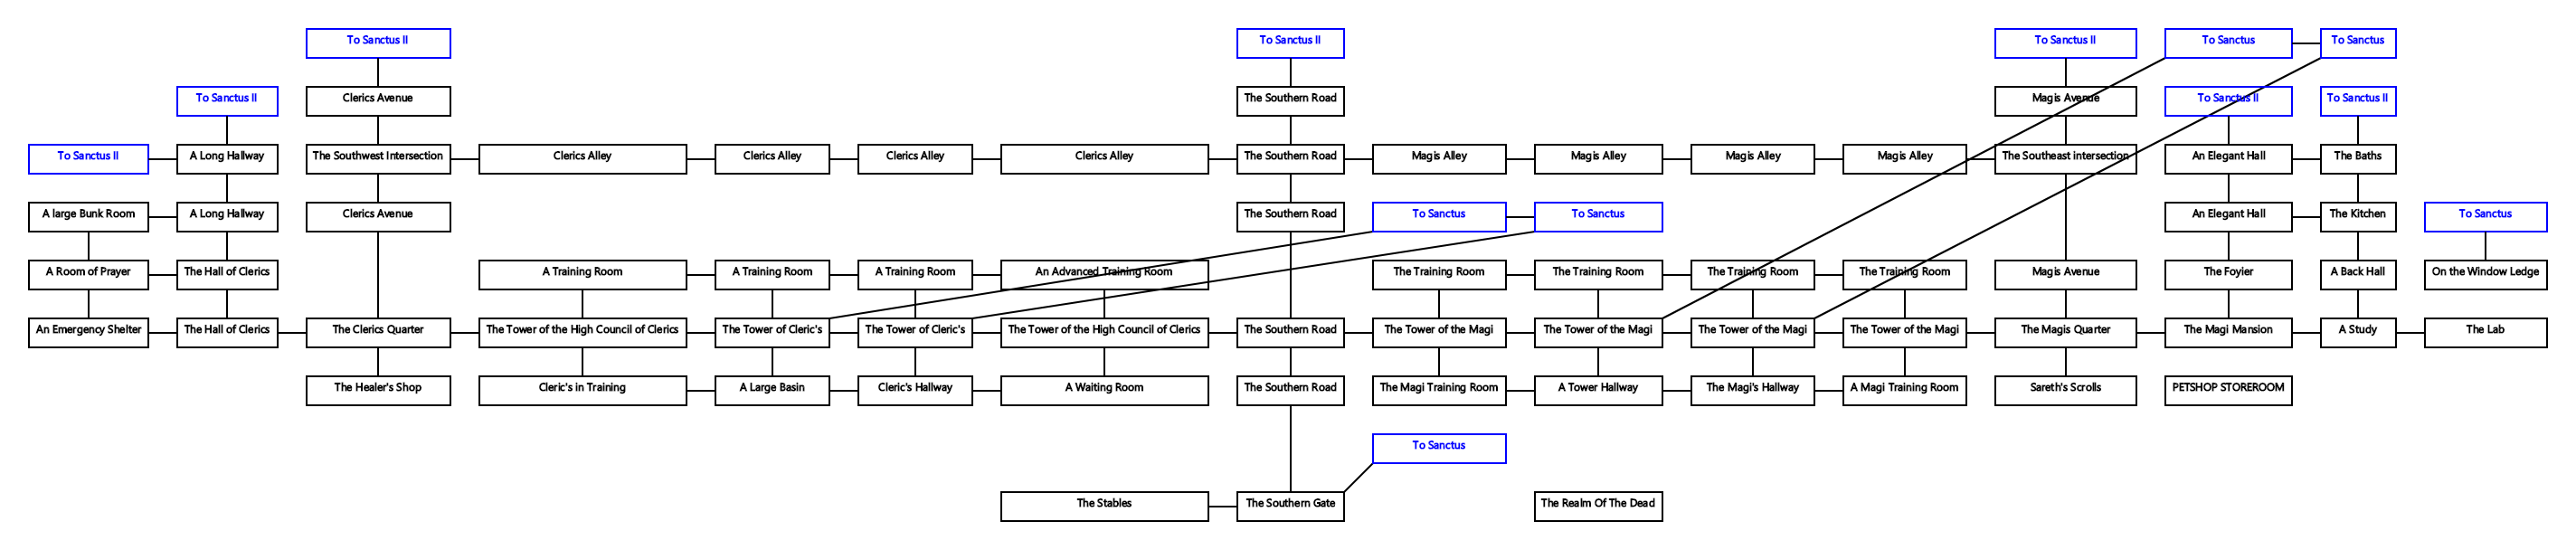 To Sanctus II
To Sanctus II
To Sanctus II
To Sanctus
To Sanctus
To Sanctus II
Clerics Avenue
The Southern Road
Magis Avenue
To Sanctus II
To Sanctus II
To Sanctus II
A Long Hallway
The Southwest Intersection
Clerics Alley
Clerics Alley
Clerics Alley
Clerics Alley
The Southern Road
Magis Alley
Magis Alley
Magis Alley
Magis Alley
The Southeast intersection
An Elegant Hall
The Baths
A large Bunk Room
A Long Hallway
Clerics Avenue
The Southern Road
To Sanctus
To Sanctus
An Elegant Hall
The Kitchen
To Sanctus
A Room of Prayer
The Hall of Clerics
A Training Room
A Training Room
A Training Room
An Advanced Training Room
The Training Room
The Training Room
The Training Room
The Training Room
Magis Avenue
The Foyier
A Back Hall
On the Window Ledge
An Emergency Shelter
The Hall of Clerics
The Clerics Quarter
The Tower of the High Council of Clerics
The Tower of Cleric's
The Tower of Cleric's
The Tower of the High Council of Clerics
The Southern Road
The Tower of the Magi
The Tower of the Magi
The Tower of the Magi
The Tower of the Magi
The Magis Quarter
The Magi Mansion
A Study
The Lab
The Healer's Shop
Cleric's in Training
A Large Basin
Cleric's Hallway
A Waiting Room
The Southern Road
The Magi Training Room
A Tower Hallway
The Magi's Hallway
A Magi Training Room
Sareth's Scrolls
PETSHOP STOREROOM
To Sanctus
The Stables
The Southern Gate
The Realm Of The Dead